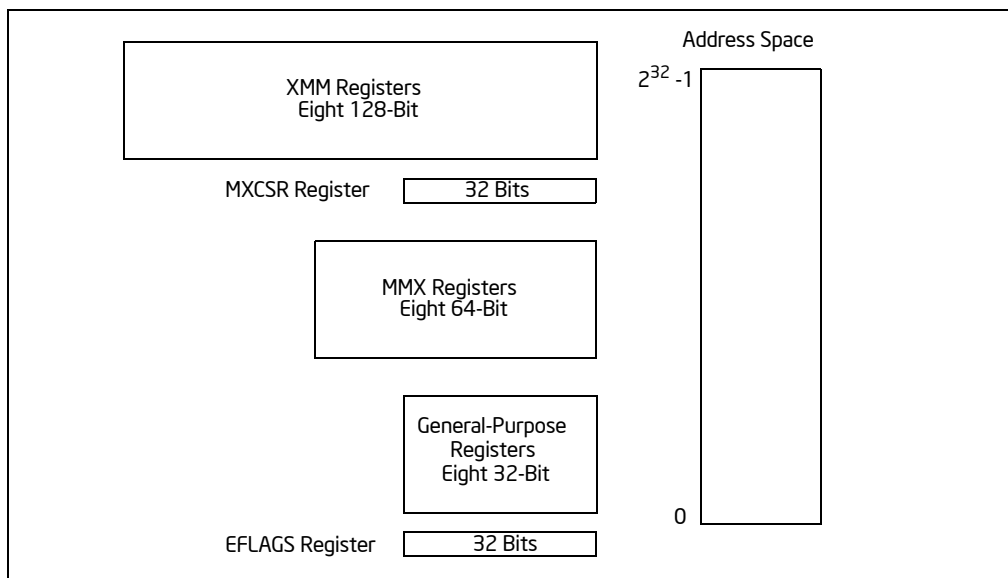 XMM Registers
Eight 128-Bit
MXCSR Register
32 Bits
MMX Registers
Eight 64-Bit
General-Purpose
Registers
Eight 32-Bit
EFLAGS Register
32 Bits
Address Space
2³² -1
0